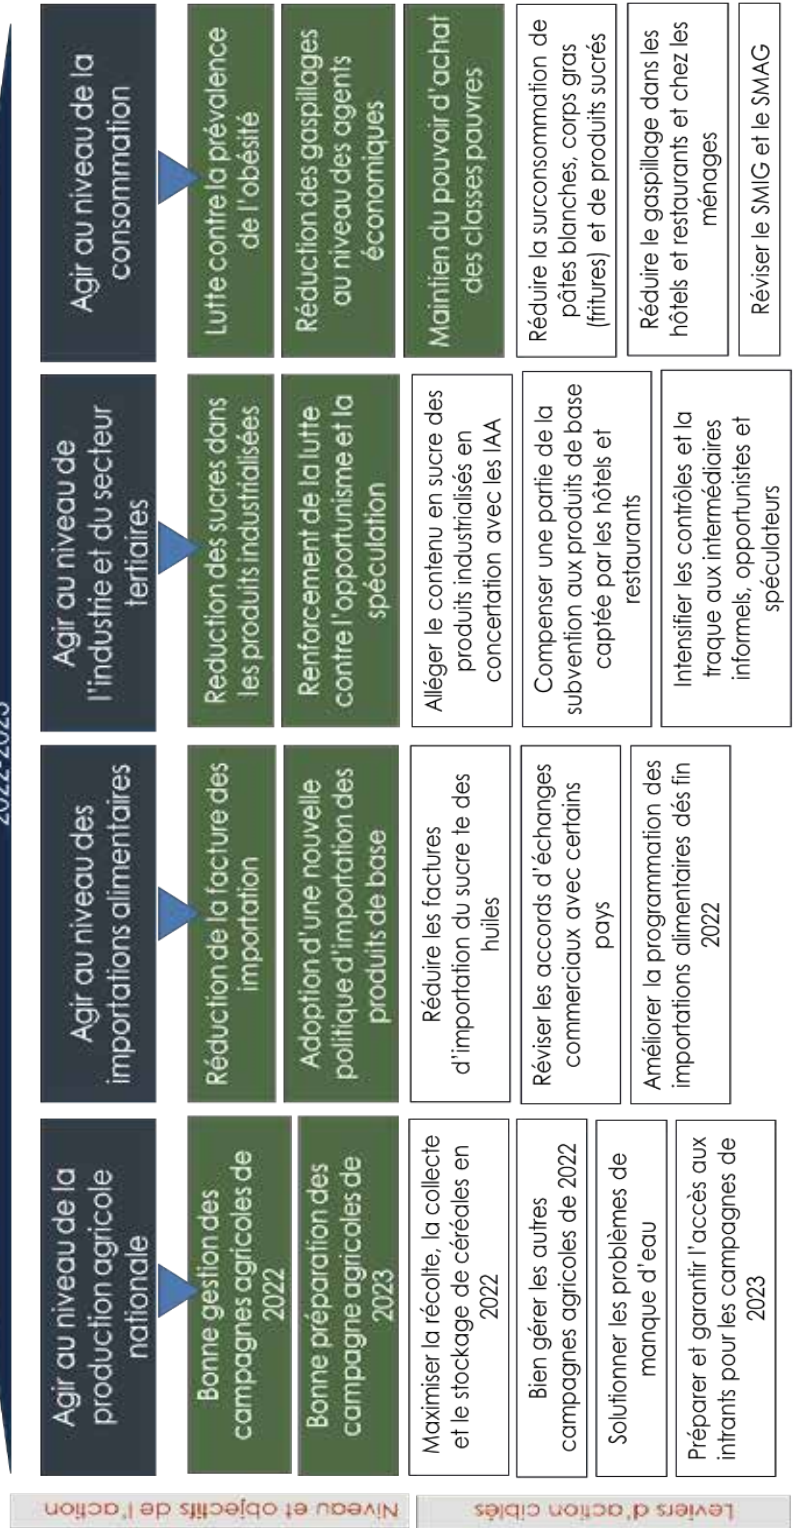 2022-2023
Niveau et objectifs de l'action
Agir au niveau de la
production agricole
nationale
Bonne gestion des
campagnes agricoles de
2022
Bonne préparation des
campagne agricoles de
2023
Agir au niveau des
importations alimentaires
Réduction de la facture des
importation
Adoption d'une nouvelle
politique d'importation des
produits de base
Agir au niveau de
l'industrie et du secteur
tertiaires
Reduction des sucres dans
les produits industrialisées
Renforcement de la lutte
contre l'opportunisme et la
spéculation
Agir au niveau de la
consommation
Lutte contre la prévalence
de l'obésité
Réduction des gaspillages
au niveau des agents
économiques
Maintien du pouvoir d'achat
des classes pauvres
Leviers d'action ciblés
Maximiser la récolte, la collecte
et le stockage de céréales en
2022
Bien gérer les autres
campagnes agricoles de 2022
Solutionner les problèmes de
manque d'eau
Préparer et garantir l'accès aux
intrants pour les campagnes de
2023
Réduire les factures
d'importation du sucre te des
huiles
Réviser les accords d'échanges
commerciaux avec certains
pays
Améliorer la programmation des
importations alimentaires dés fin
2022
Alléger le contenu en sucre des
produits industrialisés en
concertation avec les IAA
Compenser une partie de la
subvention aux produits de base
captée par les hôtels et
restaurants
Intensifier les contrôles et la
traque aux intermédiaires
informels, opportunistes et
spéculateurs
Réduire la surconsommation de
pâtes blanches, corps gras
(fritures) et de produits sucrés
Réduire le gaspillage dans les
hôtels et restaurants et chez les
ménages
Réviser le SMIG et le SMAG